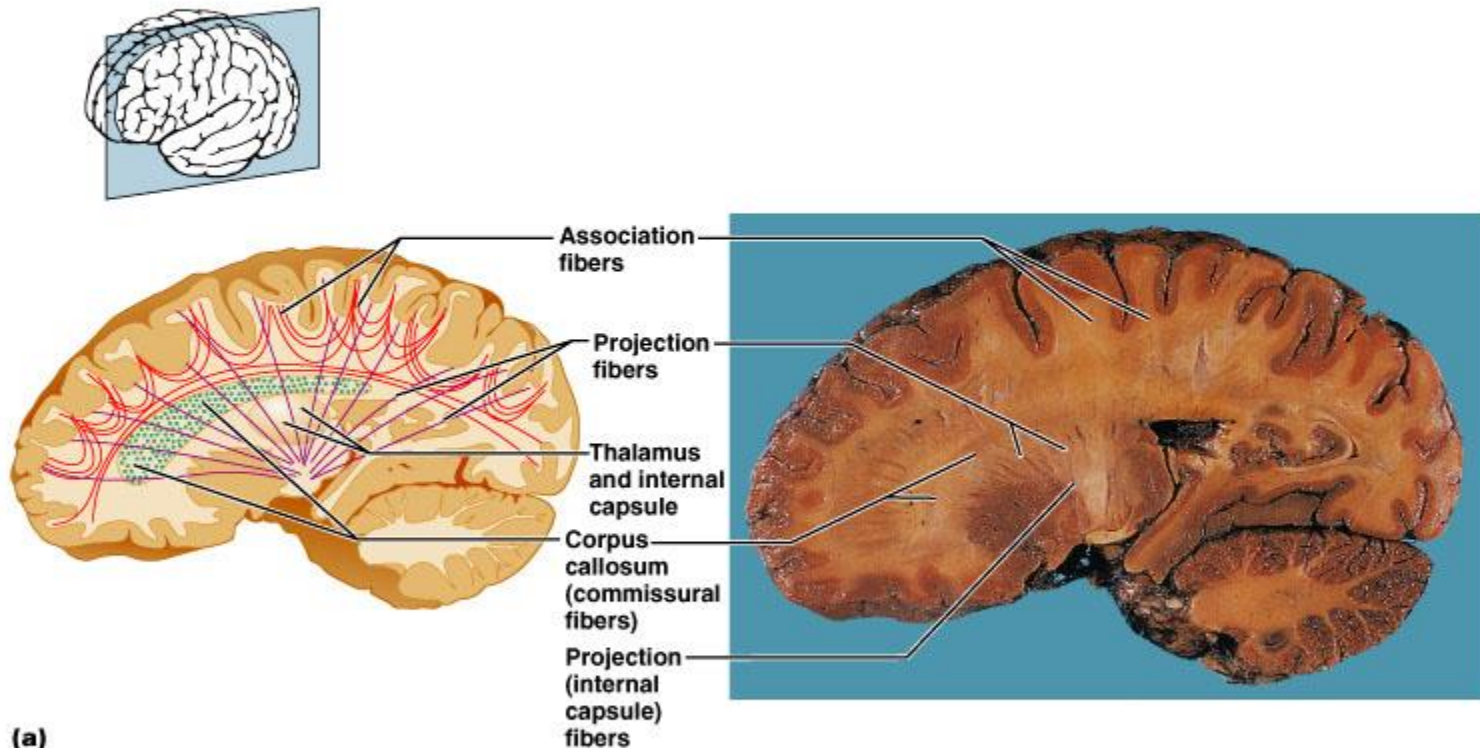 Association
fibers
Projection
fibers
Thalamus
and internal
capsule
Corpus
callosum
(commissural
fibers)
Projection
(internal
capsule)
fibers
(a)